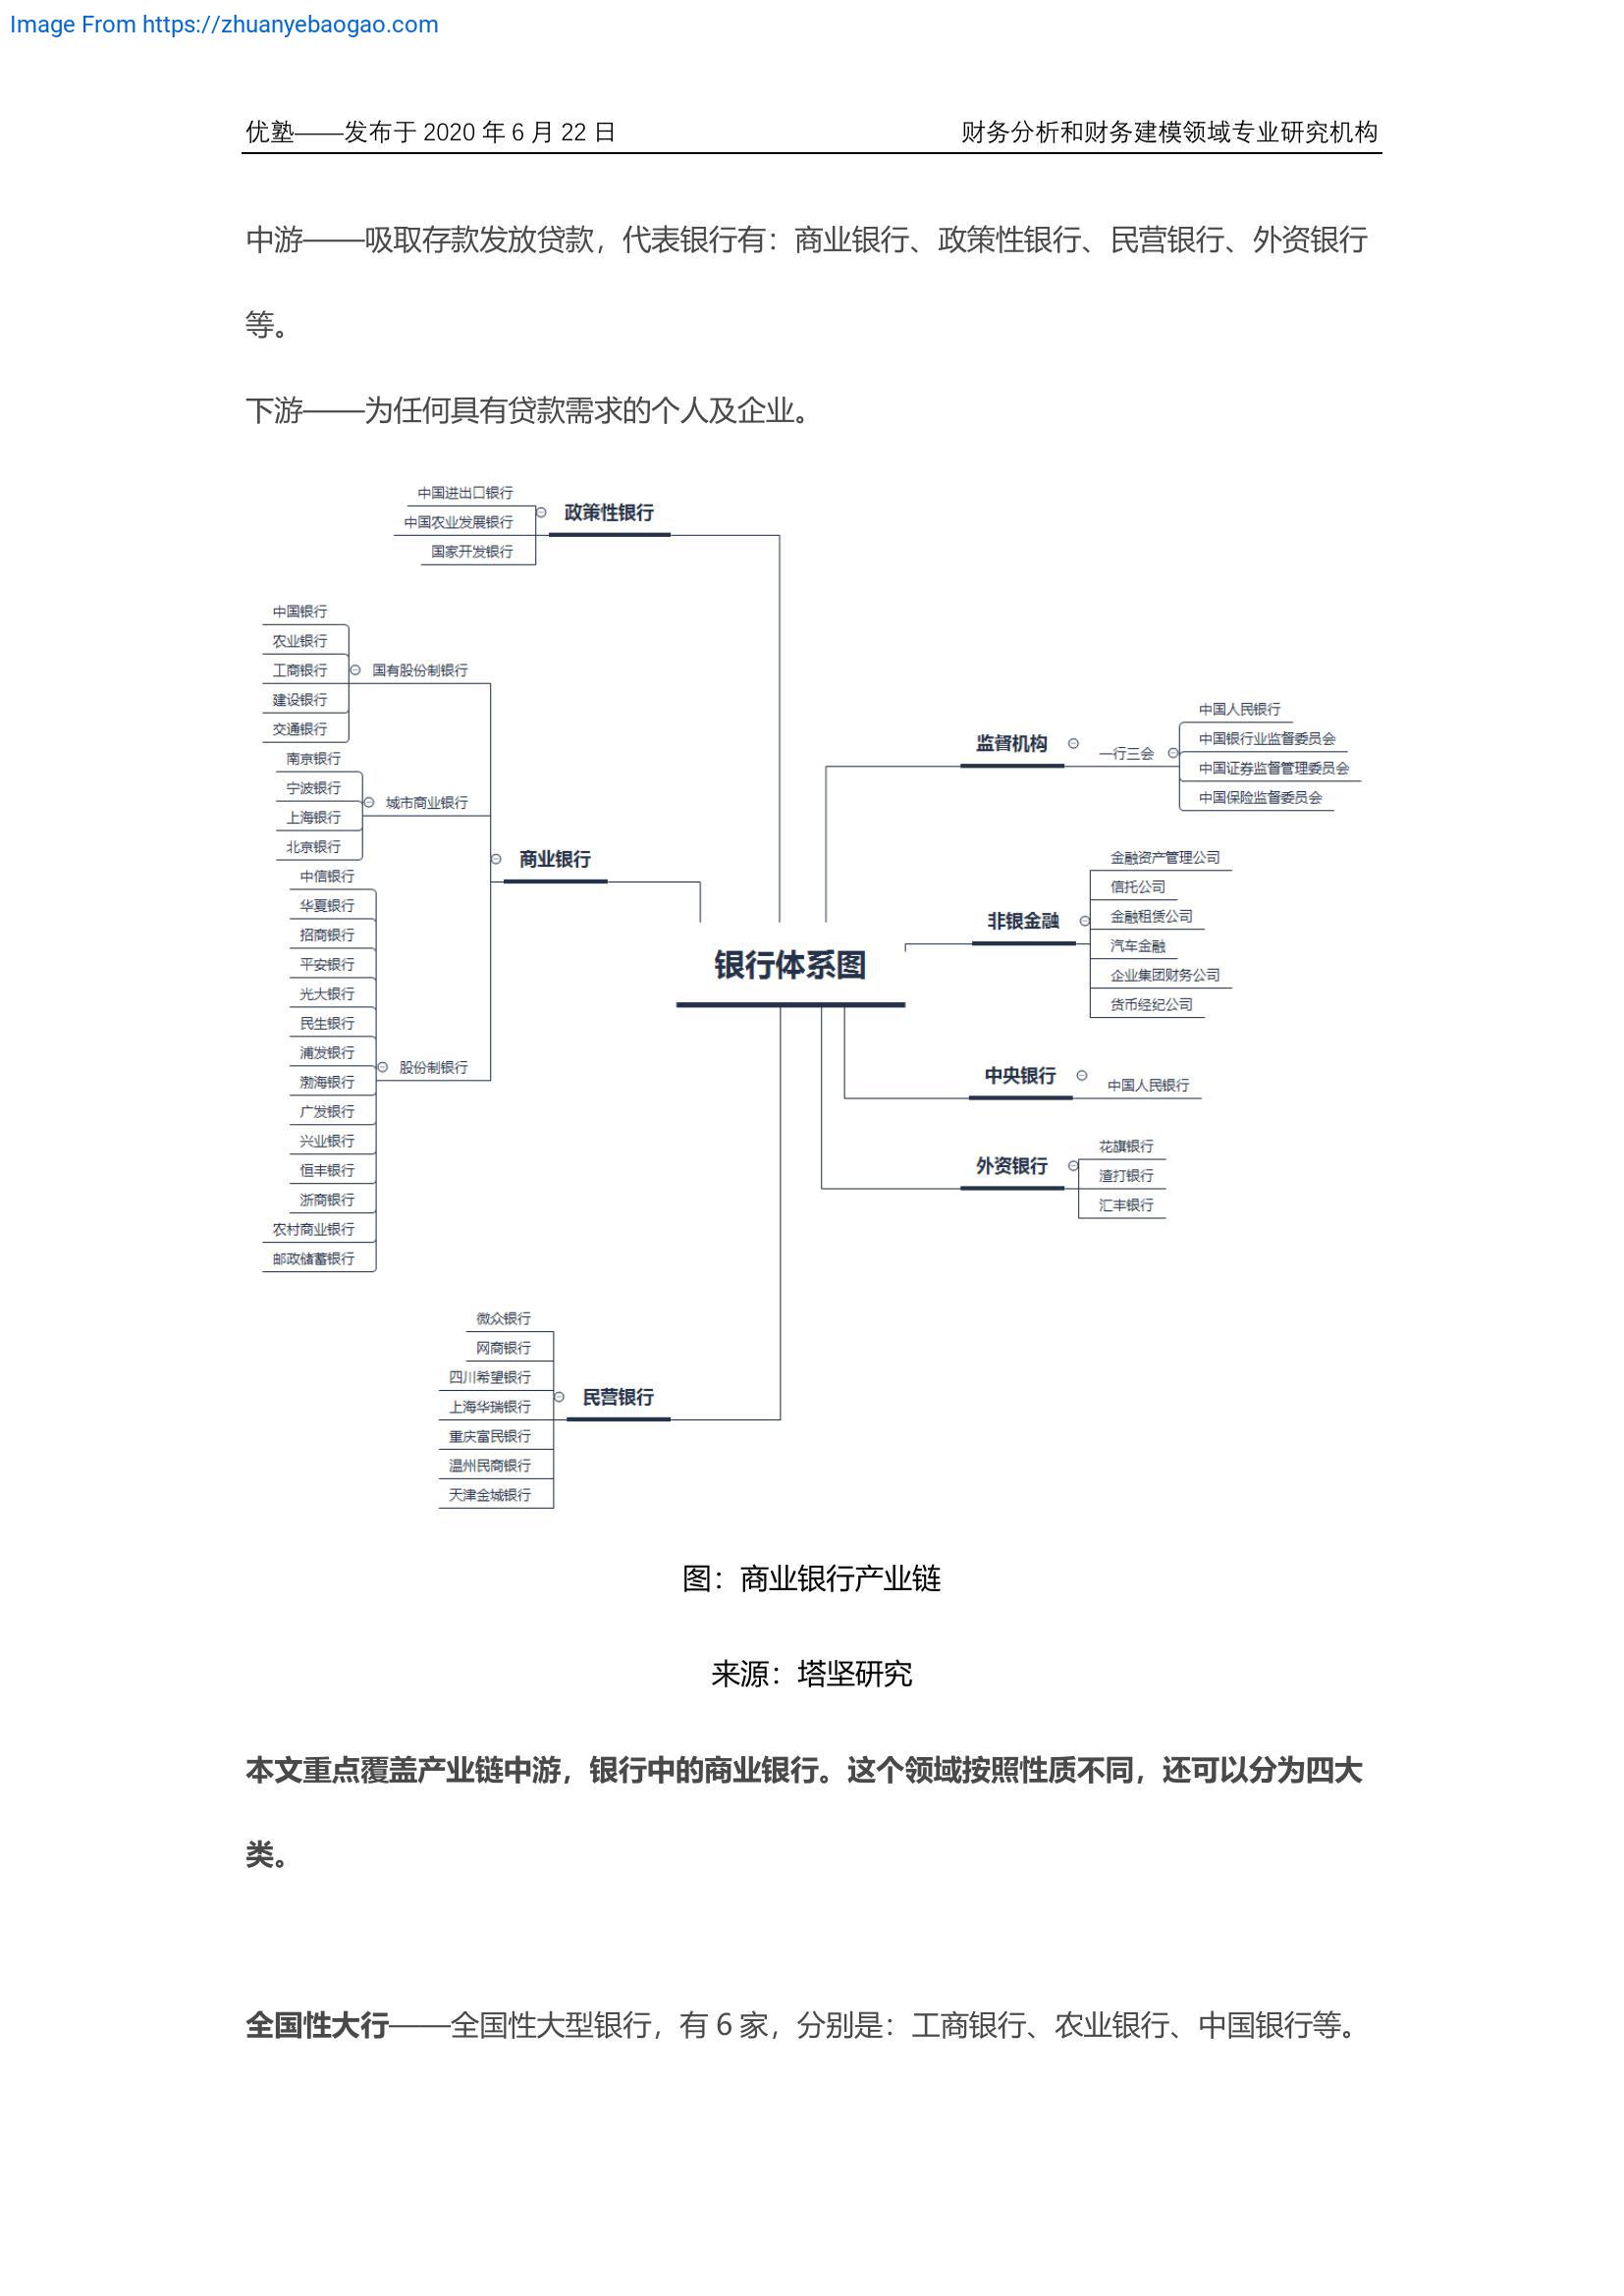 Image From https://zhuanyebaogao.com
优塾——发布于 2020 年 6 月 22 日
财务分析和财务建模领域专业研究机构
中游——吸取存款发放贷款，代表银行有：商业银行、政策性银行、民营银行、外资银行
等。
下游——为任何具有贷款需求的个人及企业。
中国进出口银行
中国农业发展银行
国家开发银行
政策性银行
中国银行
农业银行
工商银行
建设银行
交通银行
国有股份制银行
南京银行
宁波银行
上海银行
北京银行
城市商业银行
商业银行
中信银行
华夏银行
招商银行
平安银行
光大银行
民生银行
浦发银行
渤海银行
广发银行
兴业银行
恒丰银行
浙商银行
农村商业银行
邮政储蓄银行
股份制银行
微众银行
网商银行
四川希望银行
上海华瑞银行
重庆富民银行
温州民商银行
天津金城银行
民营银行
银行体系图
监督机构
一行三会
中国人民银行
中国银行业监督委员会
中国证券监督管理委员会
中国保险监督委员会
非银金融
金融资产管理公司
信托公司
金融租赁公司
汽车金融
企业集团财务公司
货币经纪公司
中央银行
中国人民银行
外资银行
花旗银行
渣打银行
汇丰银行
图：商业银行产业链
来源：塔坚研究
本文重点覆盖产业链中游，银行中的商业银行。这个领域按照性质不同，还可以分为四大
类。
全国性大行——全国性大型银行，有 6 家，分别是：工商银行、农业银行、中国银行等。